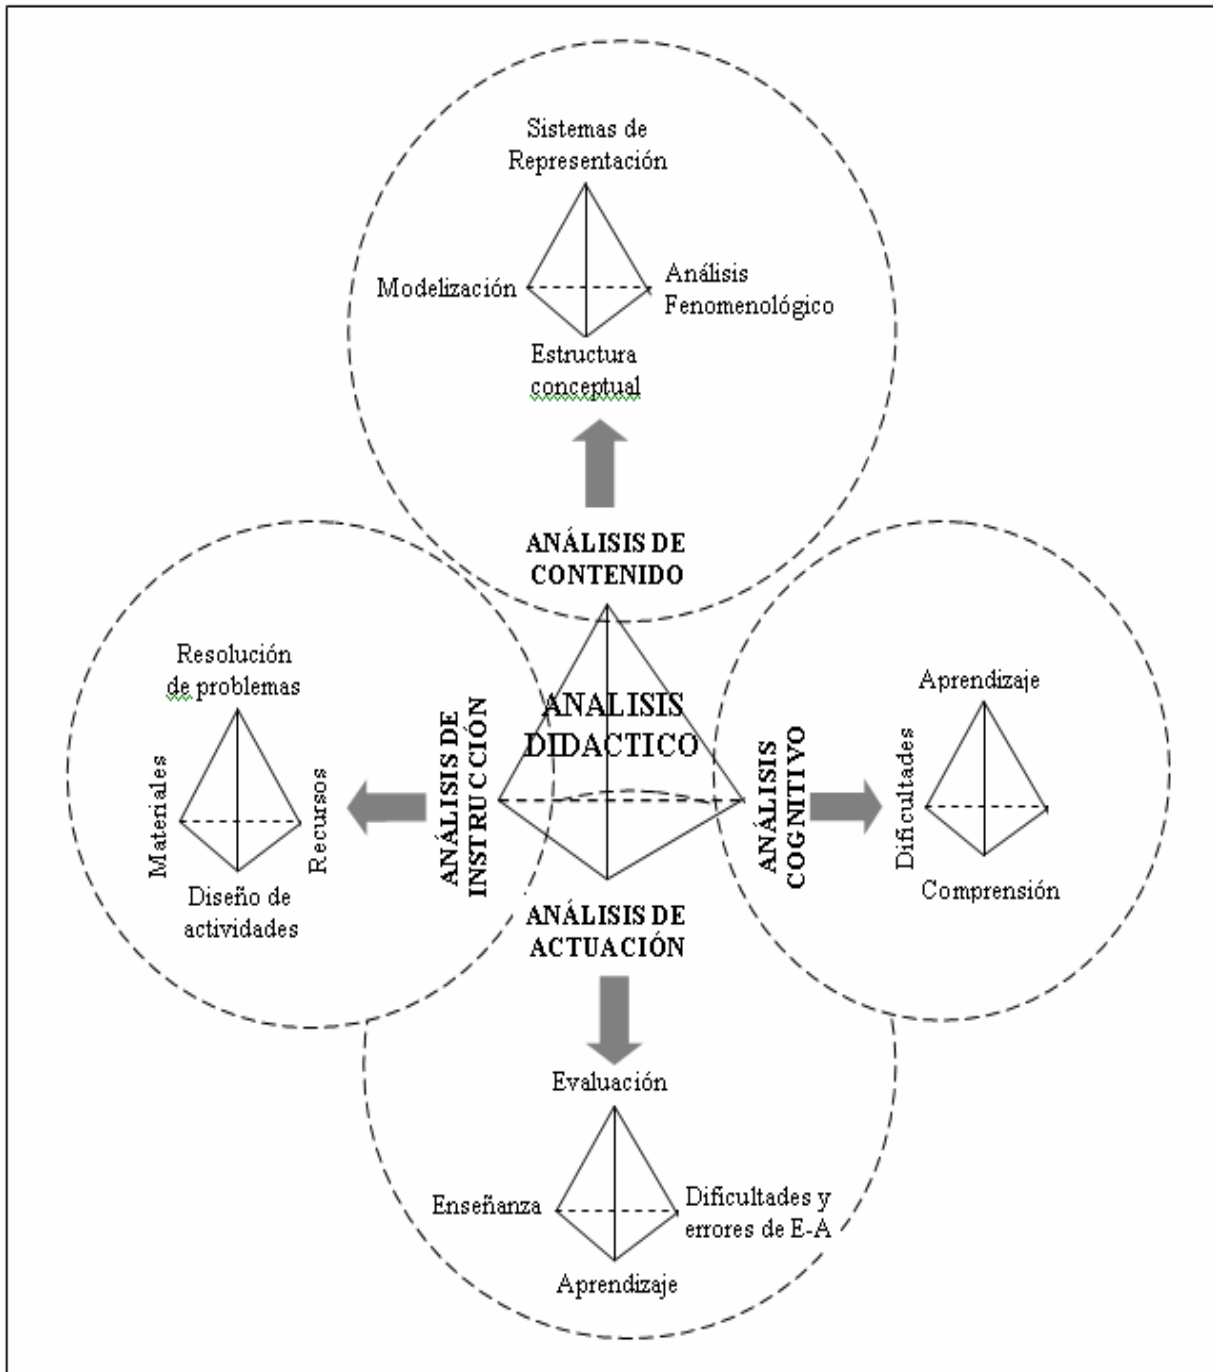 Sistemas de
Representación
Modelización
Análisis
Fenomenológico
Estructura
conceptual
ANÁLISIS DE
CONTENIDO
Resolución
de problemas
Materiales
Recursos
Diseño de
actividades
ANÁLISIS DE
INSTRUCCIÓN
ANALISIS
DIDACTICO
ANÁLISIS
COGNITIVO
Aprendizaje
Dificultades
Comprensión
ANÁLISIS DE
ACTUACIÓN
Evaluación
Enseñanza
Dificultades y
errores de E-A
Aprendizaje